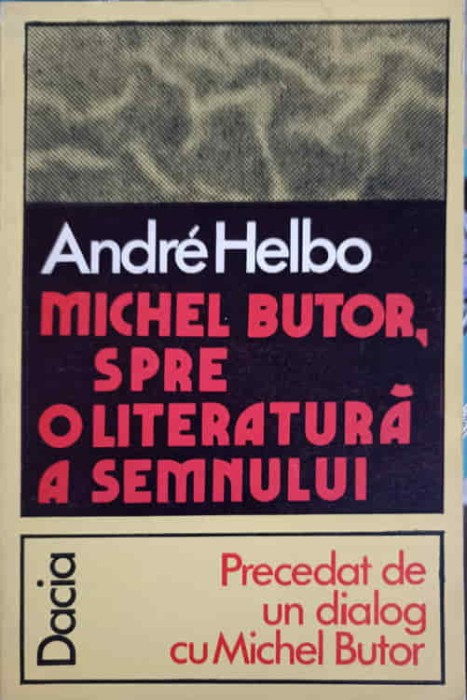 André Helbo
MICHEL BUTOR,
SPRE
O LITERATURĂ
A SEMNULUI
Dacia
Precedat de
un dialog
cu Michel Butor